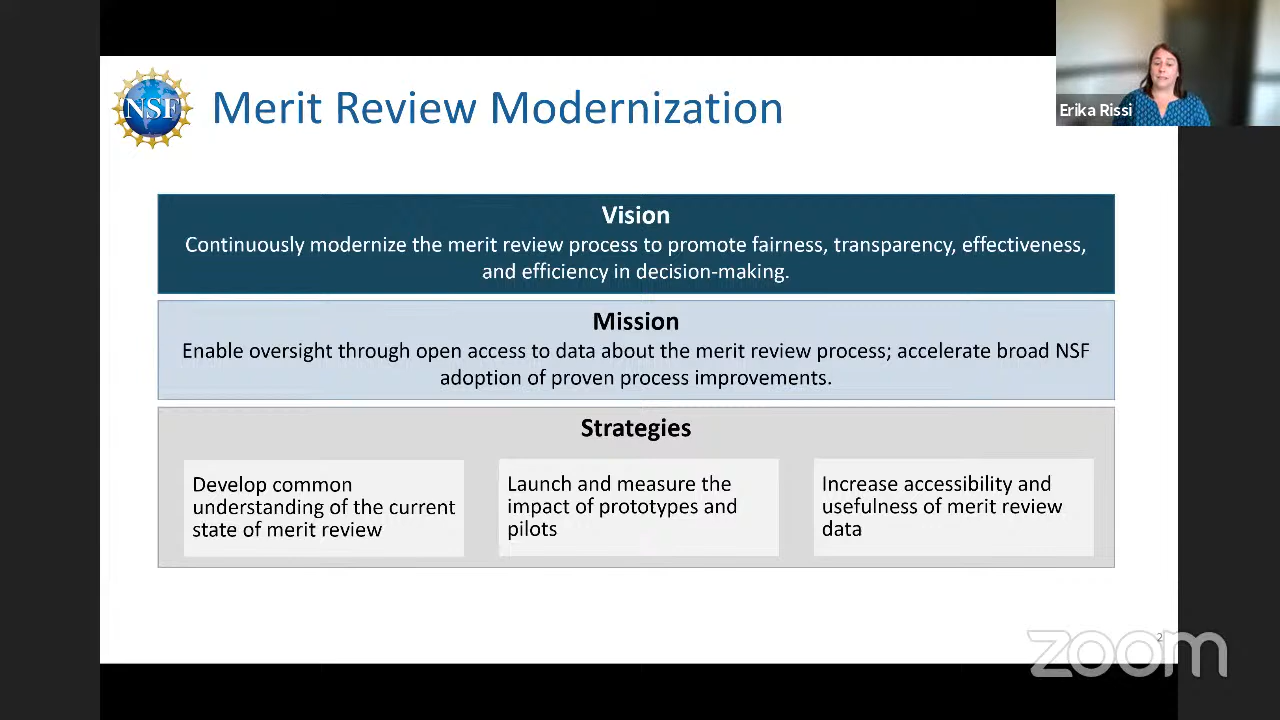 NSF
Merit Review Modernization
Erika Rissi
Vision
Continuously modernize the merit review process to promote fairness, transparency, effectiveness,
and efficiency in decision-making.
Mission
Enable oversight through open access to data about the merit review process; accelerate broad NSF
adoption of proven process improvements.
Strategies
Develop common
understanding of the current
state of merit review
Launch and measure the
impact of prototypes and
pilots
Increase accessibility and
usefulness of merit review
data
2
zoom